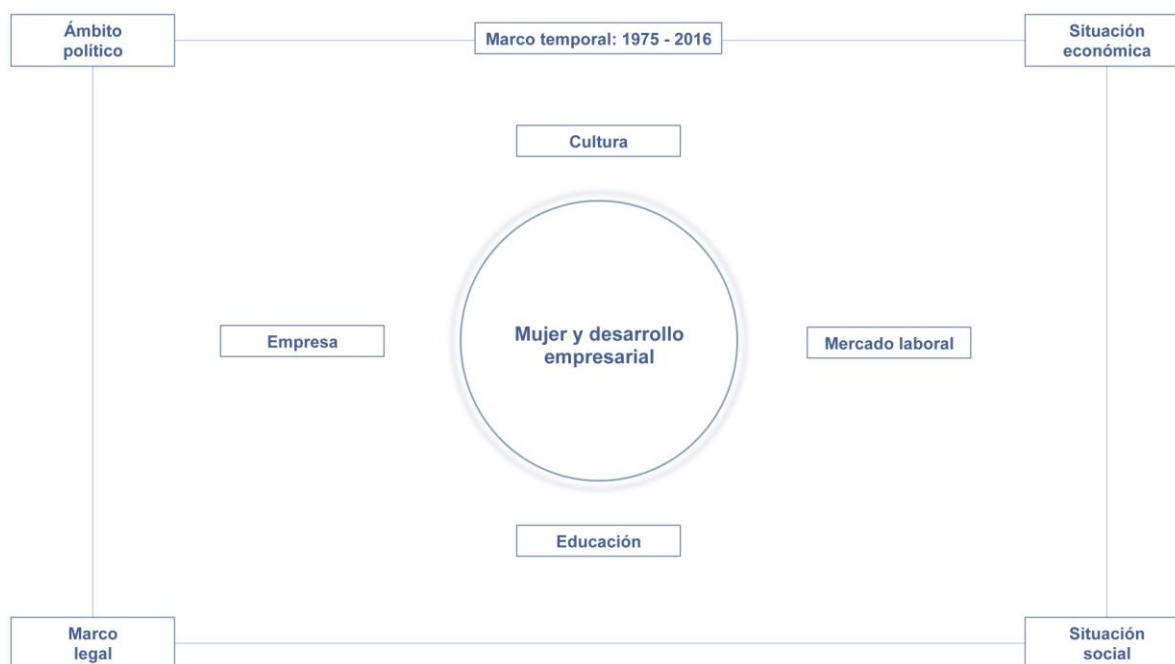 Ámbito
político
Marco temporal: 1975 - 2016
Situación
económica
Cultura
Empresa
Mujer y desarrollo
empresarial
Mercado laboral
Educación
Marco
legal
Situación
social